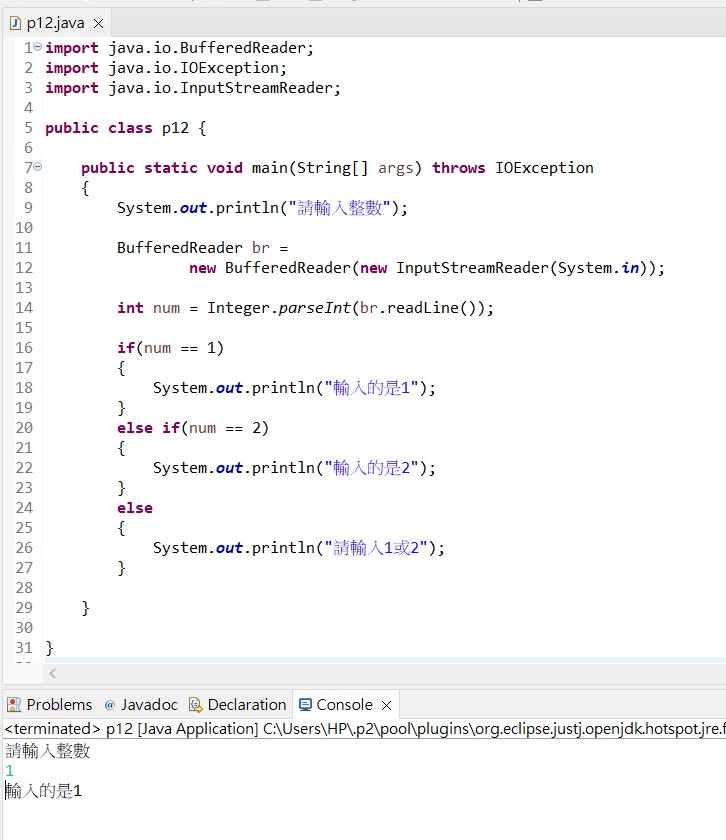 p12.java
1 import java.io.BufferedReader;
2 import java.io.IOException;
3 import java.io.InputStreamReader;
4
5 public class p12 {
6
7     public static void main(String[] args) throws IOException
8     {
9         System.out.println("請輸入整數");
10
11         BufferedReader br =
12                 new BufferedReader(new InputStreamReader(System.in));
13
14         int num = Integer.parseInt(br.readLine());
15
16         if(num == 1)
17         {
18             System.out.println("輸入的是1");
19         }
20         else if(num == 2)
21         {
22             System.out.println("輸入的是2");
23         }
24         else
25         {
26             System.out.println("請輸入1或2");
27         }
28
29     }
30
31 }
Problems @ Javadoc Declaration Console
<terminated> p12 [Java Application] C:\Users\HP\.p2\pool\plugins\org.eclipse.justj.openjdk.hotspot.jre.f
請輸入整數
1
輸入的是1